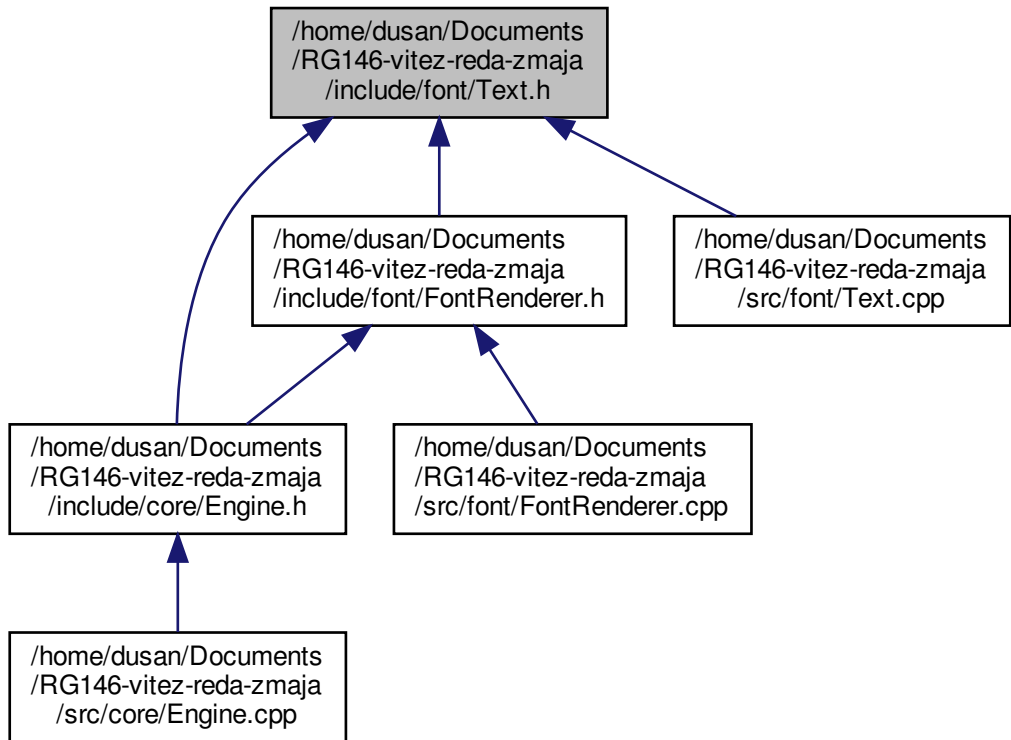 /home/dusan/Documents
/RG146-vitez-reda-zmaja
/include/font/Text.h
/home/dusan/Documents
/RG146-vitez-reda-zmaja
/include/font/FontRenderer.h
/home/dusan/Documents
/RG146-vitez-reda-zmaja
/src/font/Text.cpp
/home/dusan/Documents
/RG146-vitez-reda-zmaja
/include/core/Engine.h
/home/dusan/Documents
/RG146-vitez-reda-zmaja
/src/font/FontRenderer.cpp
/home/dusan/Documents
/RG146-vitez-reda-zmaja
/src/core/Engine.cpp